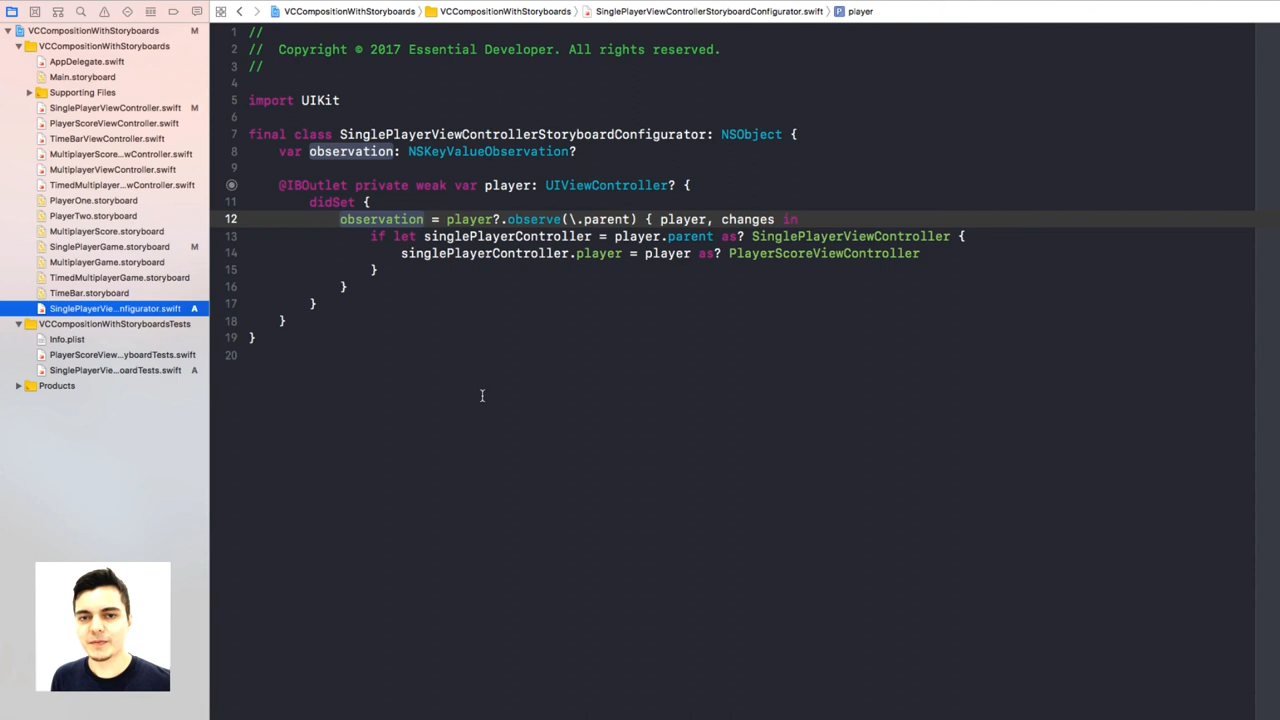 VCCompositionWithStoryboards
VCCompositionWithStoryboards
SinglePlayerViewControllerStoryboardConfigurator.swift
player
VCCompositionWithStoryboards M
VCCompositionWithStoryboards
AppDelegate.swift
Main.storyboard
Supporting Files
SinglePlayerViewController.swift M
PlayerScoreViewController.swift
TimeBarViewController.swift
MultiplayerScore...wController.swift
MultiplayerViewController.swift
TimedMultiplayer...wController.swift
PlayerOne.storyboard
PlayerTwo.storyboard
MultiplayerScore.storyboard
SinglePlayerGame.storyboard M
MultiplayerGame.storyboard
TimedMultiplayerGame.storyboard
TimeBar.storyboard
SinglePlayerVie...nfigurator.swift A
VCCompositionWithStoryboardsTests
Info.plist
PlayerScoreView...yboardTests.swift
SinglePlayerVie...oardTests.swift A
Products
1 //
2 //  Copyright © 2017 Essential Developer. All rights reserved.
3 //
4
5 import UIKit
6
7 final class SinglePlayerViewControllerStoryboardConfigurator: NSObject {
8     var observation: NSKeyValueObservation?
9
@IBOutlet private weak var player: UIViewController? {
11         didSet {
12             observation = player?.observe(\.parent) { player, changes in
13                 if let singlePlayerController = player.parent as? SinglePlayerViewController {
14                     singlePlayerController.player = player as? PlayerScoreViewController
15                 }
16             }
17         }
18     }
19 }
20